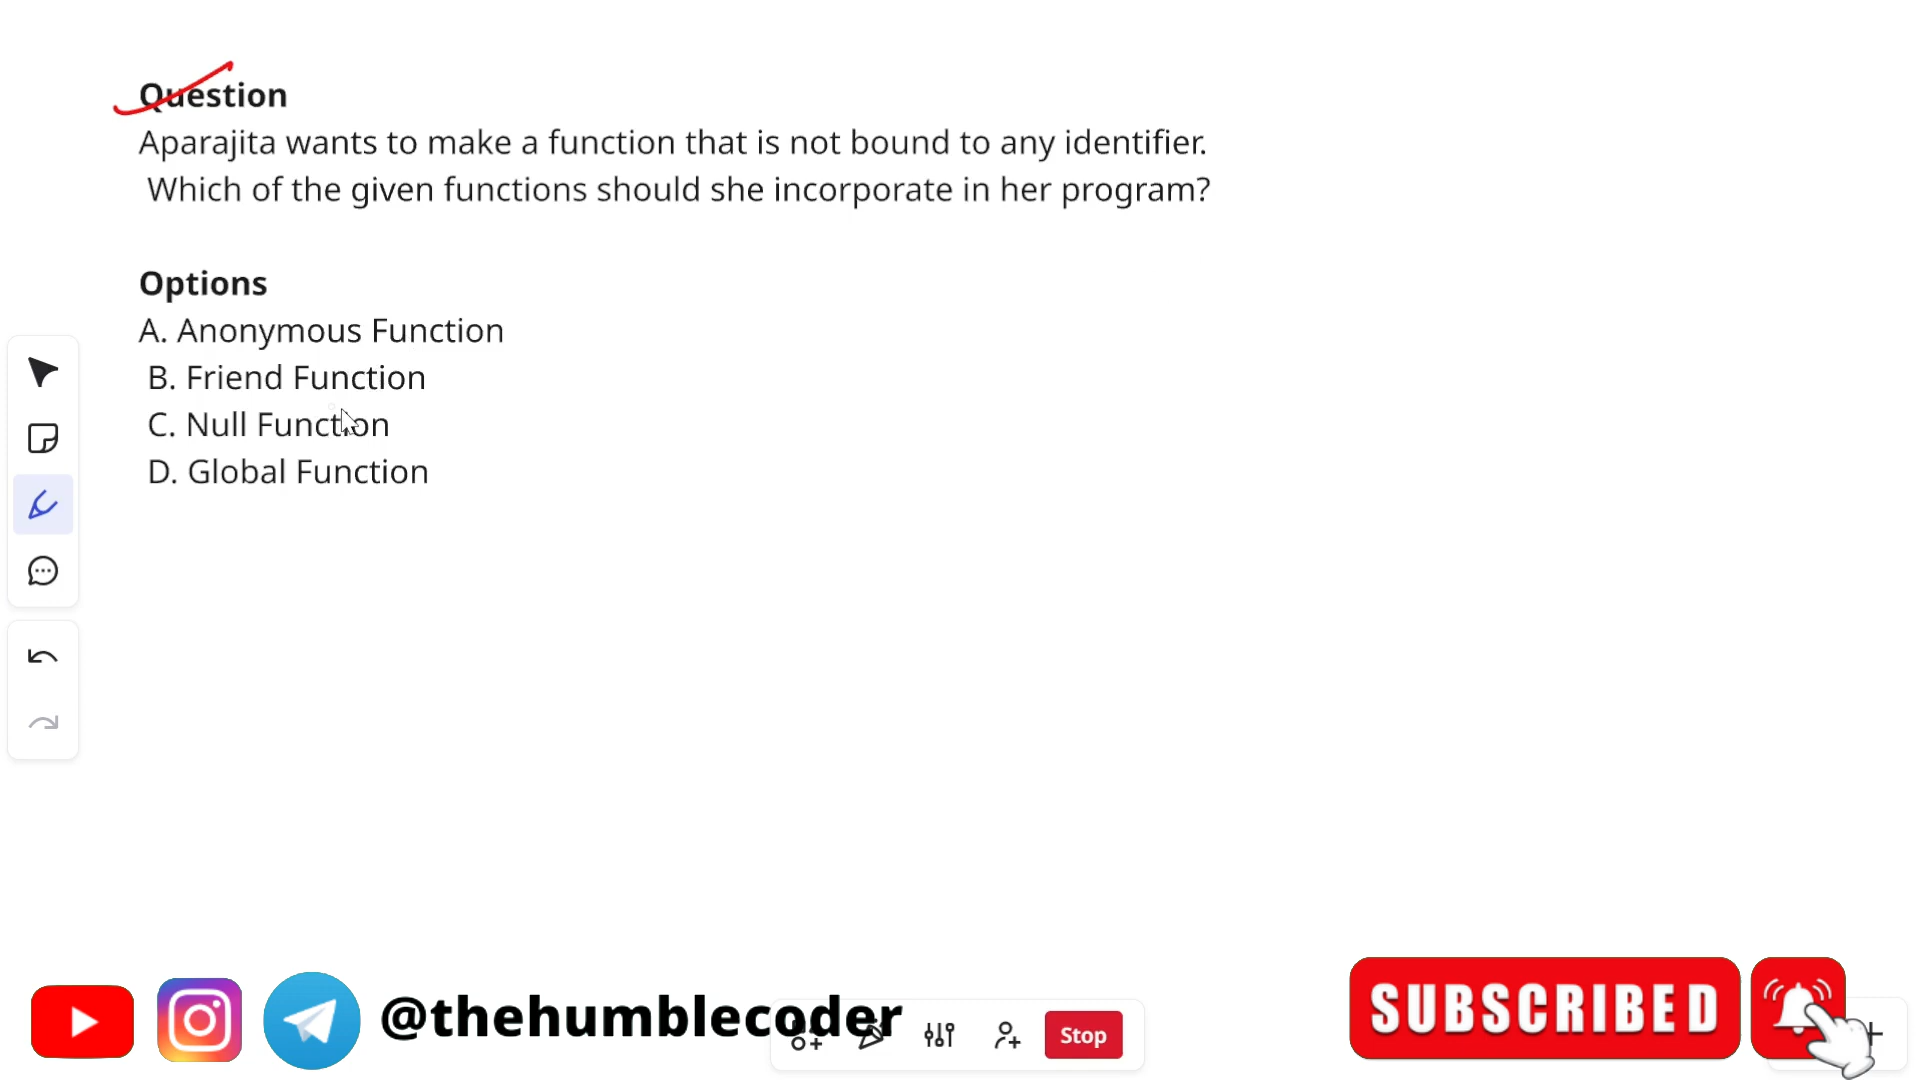 Question
Aparajita wants to make a function that is not bound to any identifier.
Which of the given functions should she incorporate in her program?
Options
A. Anonymous Function
B. Friend Function
C. Null Function
D. Global Function
@thehumblecoder
Stop
SUBSCRIBED